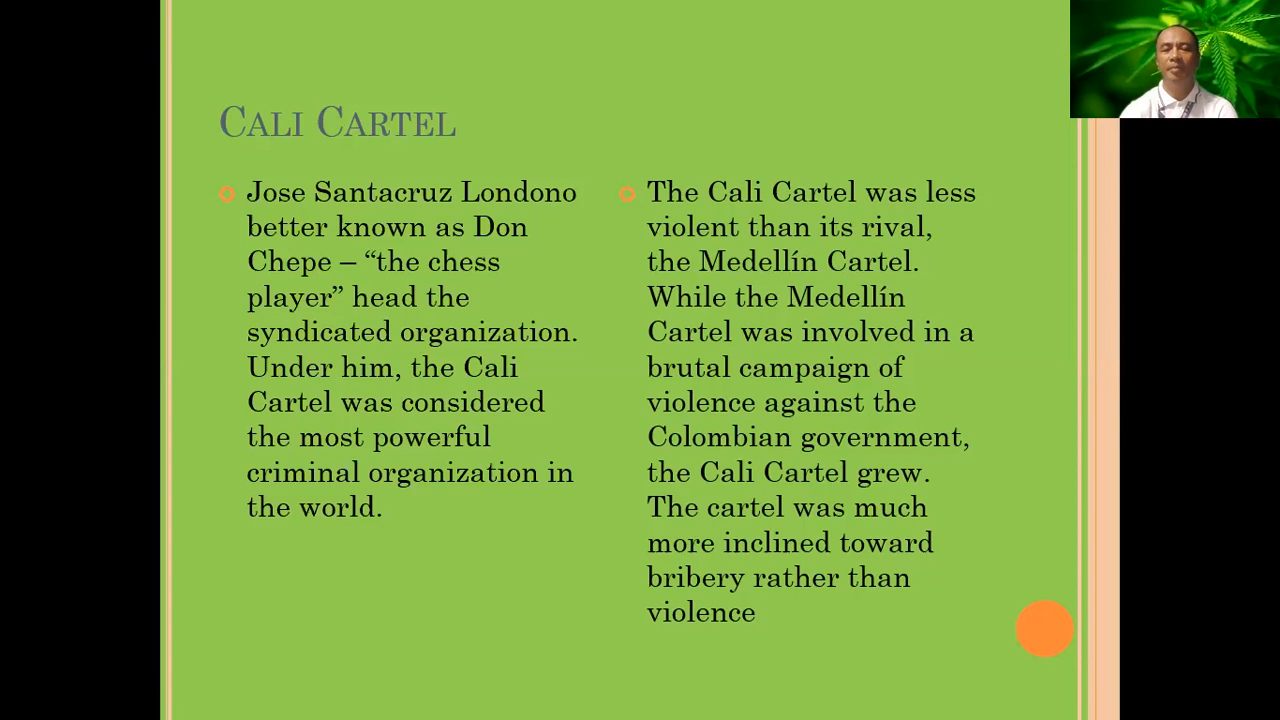 CALI CARTEL
Jose Santacruz Londono
better known as Don
Chepe – “the chess
player” head the
syndicated organization.
Under him, the Cali
Cartel was considered
the most powerful
criminal organization in
the world.
The Cali Cartel was less
violent than its rival,
the Medellín Cartel.
While the Medellín
Cartel was involved in a
brutal campaign of
violence against the
Colombian government,
the Cali Cartel grew.
The cartel was much
more inclined toward
bribery rather than
violence